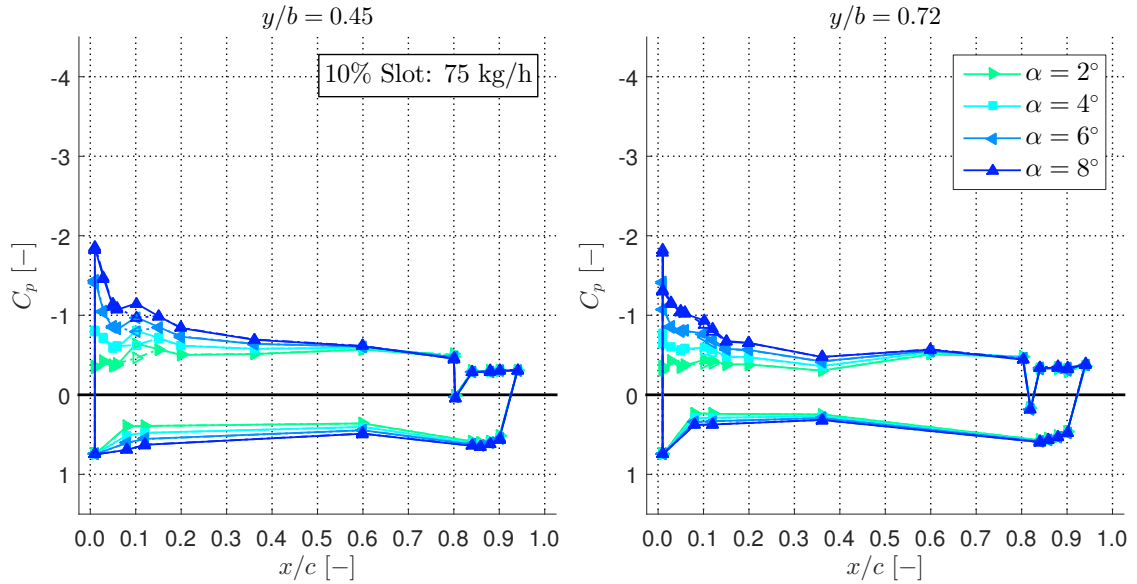 y/b = 0.45
10% Slot: 75 kg/h
-4
-3
-2
-1
0
1
C_p [−]
0.0 0.1 0.2 0.3 0.4 0.5 0.6 0.7 0.8 0.9 1.0
x/c [−]
y/b = 0.72
α = 2°
α = 4°
α = 6°
α = 8°
-4
-3
-2
-1
0
1
C_p [−]
0.0 0.1 0.2 0.3 0.4 0.5 0.6 0.7 0.8 0.9 1.0
x/c [−]